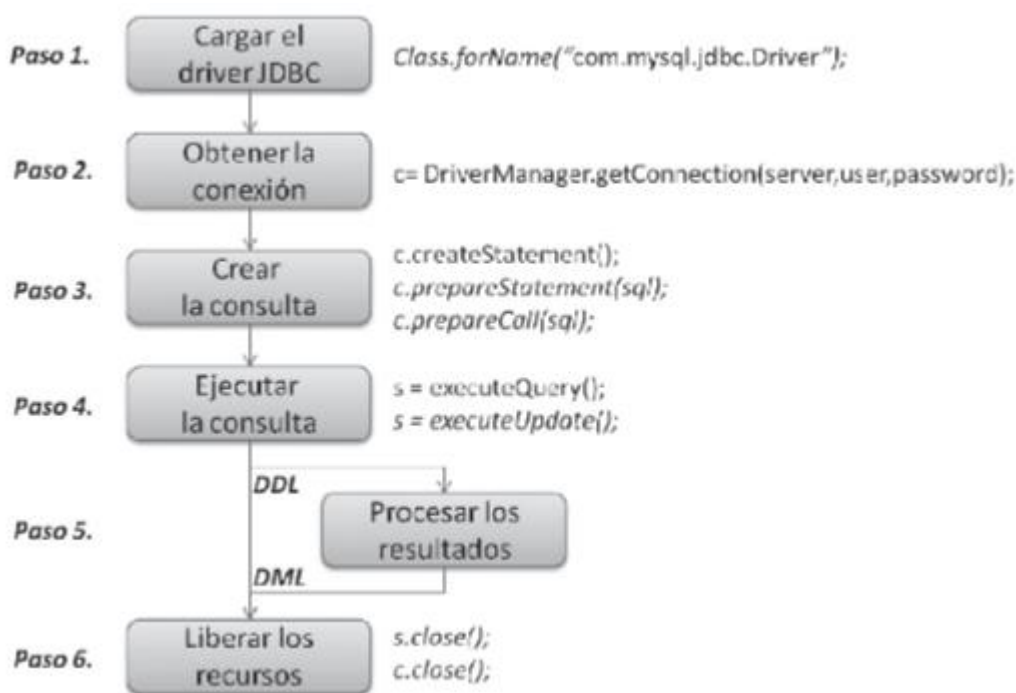 Paso 1.
Cargar el
driver JDBC
Class.forName("com.mysql.jdbc.Driver");
Paso 2.
Obtener la
conexión
c= DriverManager.getConnection(server,user,password);
Paso 3.
Crear
la consulta
c.createStatement();
c.prepareStatement(sql);
c.prepareCall(sql);
Paso 4.
Ejecutar
la consulta
s = executeQuery();
s = executeUpdate();
DDL
Paso 5.
Procesar los
resultados
DML
Paso 6.
Liberar los
recursos
s.close();
c.close();